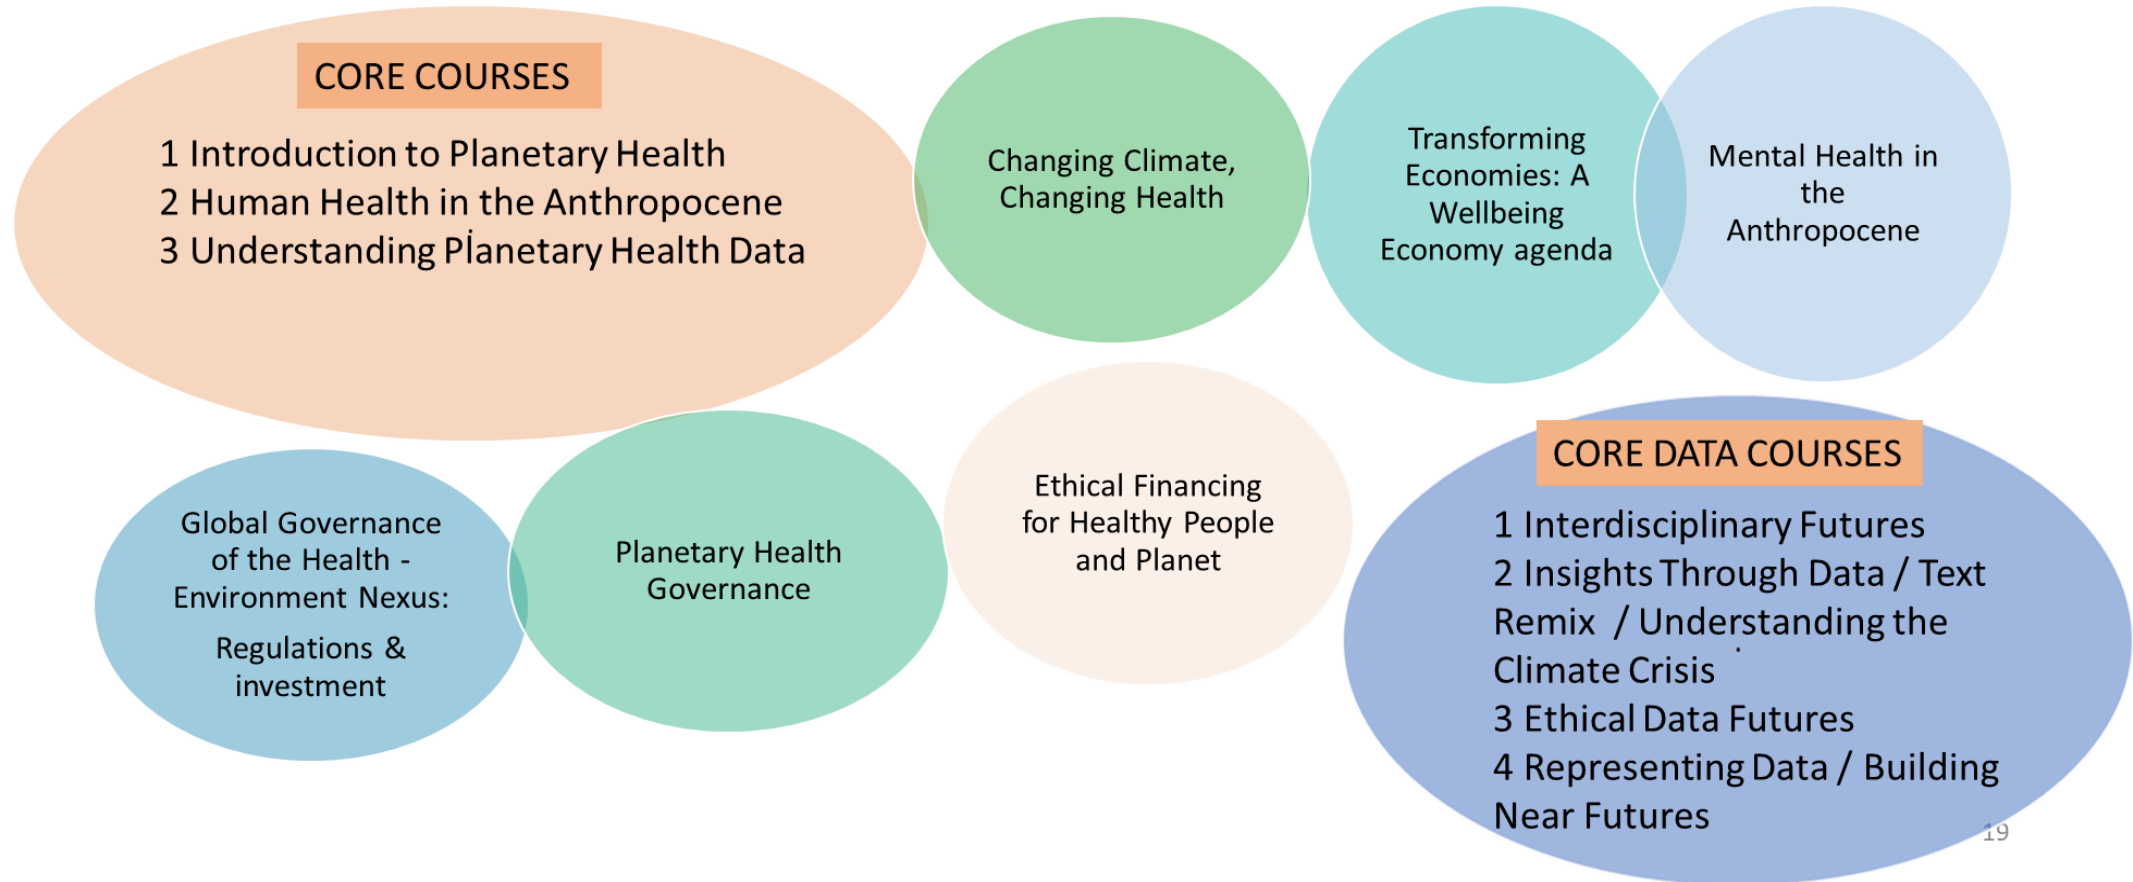 CORE COURSES
1 Introduction to Planetary Health
2 Human Health in the Anthropocene
3 Understanding Planetary Health Data
Changing Climate,
Changing Health
Transforming
Economies: A
Wellbeing
Economy agenda
Mental Health in
the
Anthropocene
Global Governance
of the Health -
Environment Nexus:
Regulations &
investment
Planetary Health
Governance
Ethical Financing
for Healthy People
and Planet
CORE DATA COURSES
1 Interdisciplinary Futures
2 Insights Through Data / Text
Remix / Understanding the
Climate Crisis
3 Ethical Data Futures
4 Representing Data / Building
Near Futures
19